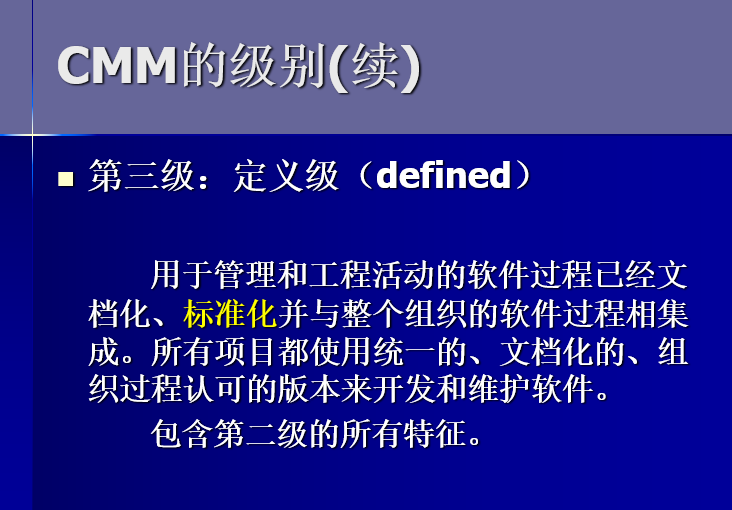 CMM的级别(续)
第三级：定义级（defined）
用于管理和工程活动的软件过程已经文
档化、标准化并与整个组织的软件过程相集
成。所有项目都使用统一的、文档化的、组
织过程认可的版本来开发和维护软件。
包含第二级的所有特征。